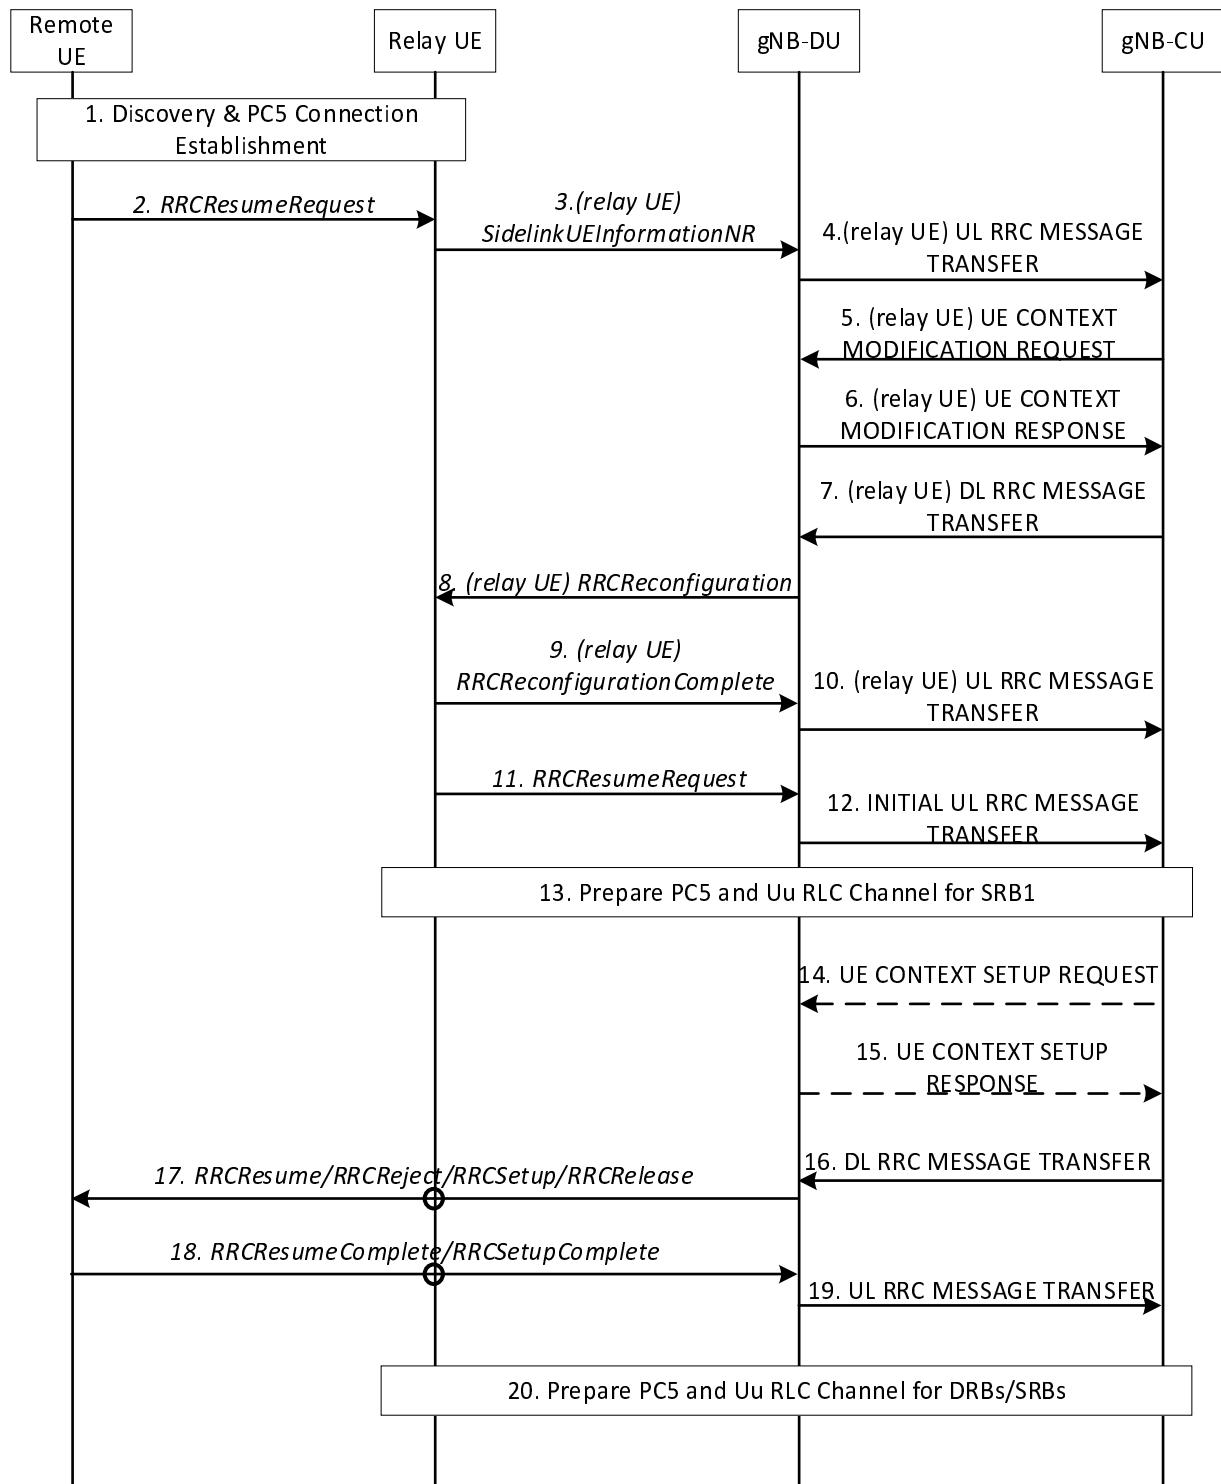 Remote
UE
Relay UE
gNB-DU
gNB-CU
1. Discovery & PC5 Connection
Establishment
2. RRCResumeRequest
3.(relay UE)
SidelinkUEInformationNR
4.(relay UE) UL RRC MESSAGE
TRANSFER
5. (relay UE) UE CONTEXT
MODIFICATION REQUEST
6. (relay UE) UE CONTEXT
MODIFICATION RESPONSE
7. (relay UE) DL RRC MESSAGE
TRANSFER
8. (relay UE) RRCReconfiguration
9. (relay UE)
RRCReconfigurationComplete
10. (relay UE) UL RRC MESSAGE
TRANSFER
11. RRCResumeRequest
12. INITIAL UL RRC MESSAGE
TRANSFER
13. Prepare PC5 and Uu RLC Channel for SRB1
14. UE CONTEXT SETUP REQUEST
15. UE CONTEXT SETUP
RESPONSE
16. DL RRC MESSAGE TRANSFER
17. RRCResume/RRCReject/RRCSetup/RRCRelease
18. RRCResumeComplete/RRCSetupComplete
19. UL RRC MESSAGE TRANSFER
20. Prepare PC5 and Uu RLC Channel for DRBs/SRBs